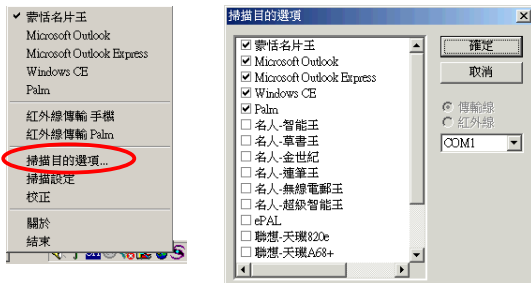 蒙恬名片王
Microsoft Outlook
Microsoft Outlook Express
Windows CE
Palm
紅外線傳輸 手機
紅外線傳輸 Palm
掃描目的選項...
掃描設定
校正
關於
結束
掃描目的選項
蒙恬名片王
Microsoft Outlook
Microsoft Outlook Express
Windows CE
Palm
名人-智能王
名人-草書王
名人-金世紀
名人-連筆王
名人-無線電郵王
名人-超級智能王
ePAL
聯想-天璣820e
聯想-天璣A68+
確定
取消
傳輸線
紅外線
COM1